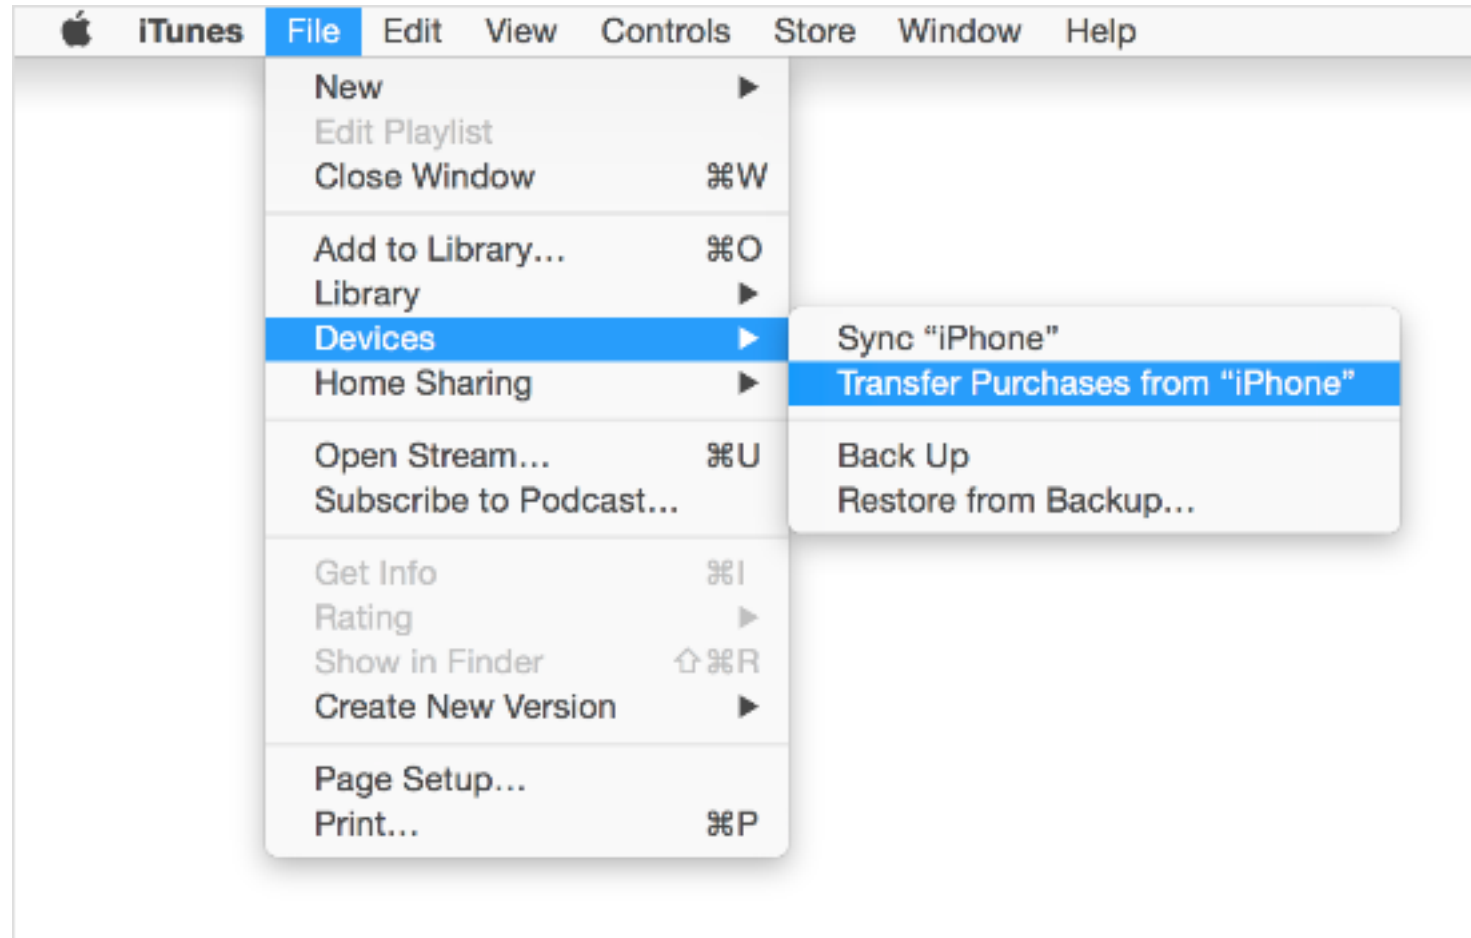 iTunes File Edit View Controls Store Window Help
New
Edit Playlist
Close Window ⌘W
Add to Library... ⌘O
Library
Devices
Home Sharing
Open Stream... ⌘U
Subscribe to Podcast...
Get Info ⌘I
Rating
Show in Finder ⇧⌘R
Create New Version
Page Setup...
Print... ⌘P
Sync “iPhone”
Transfer Purchases from “iPhone”
Back Up
Restore from Backup...